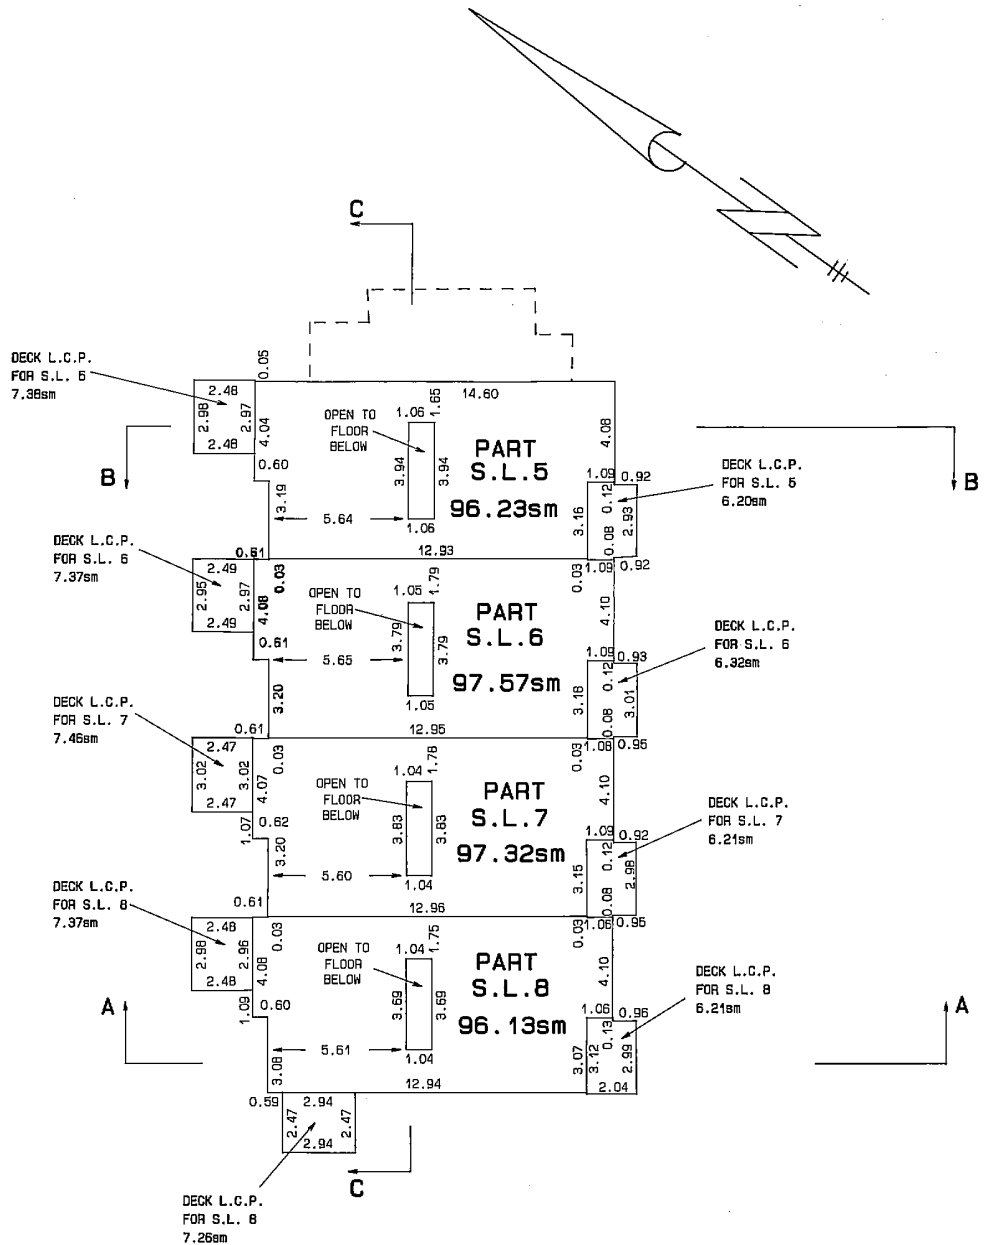 C
DECK L.C.P.
FOR S.L. 5
7.38sm
0.05
2.48
2.98
2.97
2.48
4.04
0.60
3.19
14.60
OPEN TO
FLOOR
BELOW
1.06
1.65
3.94
3.94
1.06
5.64
PART
S.L.5
96.23sm
4.08
1.09
0.92
0.12
3.16
0.08
2.93
DECK L.C.P.
FOR S.L. 5
6.20sm
B
B
0.61
12.93
0.03
1.09
0.92
DECK L.C.P.
FOR S.L. 6
7.37sm
2.49
0.03
2.95
2.97
4.08
2.49
0.61
3.20
OPEN TO
FLOOR
BELOW
1.05
1.79
3.79
3.79
1.05
5.65
PART
S.L.6
97.57sm
4.10
1.09
0.93
0.12
3.18
0.08
3.01
DECK L.C.P.
FOR S.L. 6
6.32sm
0.61
12.95
0.03
1.06
0.95
DECK L.C.P.
FOR S.L. 7
7.46sm
2.47
0.03
3.02
3.02
4.07
2.47
1.07
0.62
3.20
OPEN TO
FLOOR
BELOW
1.04
1.78
3.83
3.83
1.04
5.60
PART
S.L.7
97.32sm
4.10
1.09
0.92
0.12
3.15
0.08
2.98
DECK L.C.P.
FOR S.L. 7
6.21sm
0.61
12.96
0.03
1.06
0.95
DECK L.C.P.
FOR S.L. 8
7.37sm
2.48
0.03
2.98
2.96
4.08
2.48
1.09
0.60
3.08
OPEN TO
FLOOR
BELOW
1.04
1.75
3.69
3.69
1.04
5.61
PART
S.L.8
96.13sm
4.10
1.06
0.96
0.13
3.07
3.12
2.99
2.04
DECK L.C.P.
FOR S.L. 8
6.21sm
A
A
12.94
0.59
2.94
2.47
2.47
2.94
C
DECK L.C.P.
FOR S.L. 8
7.26sm